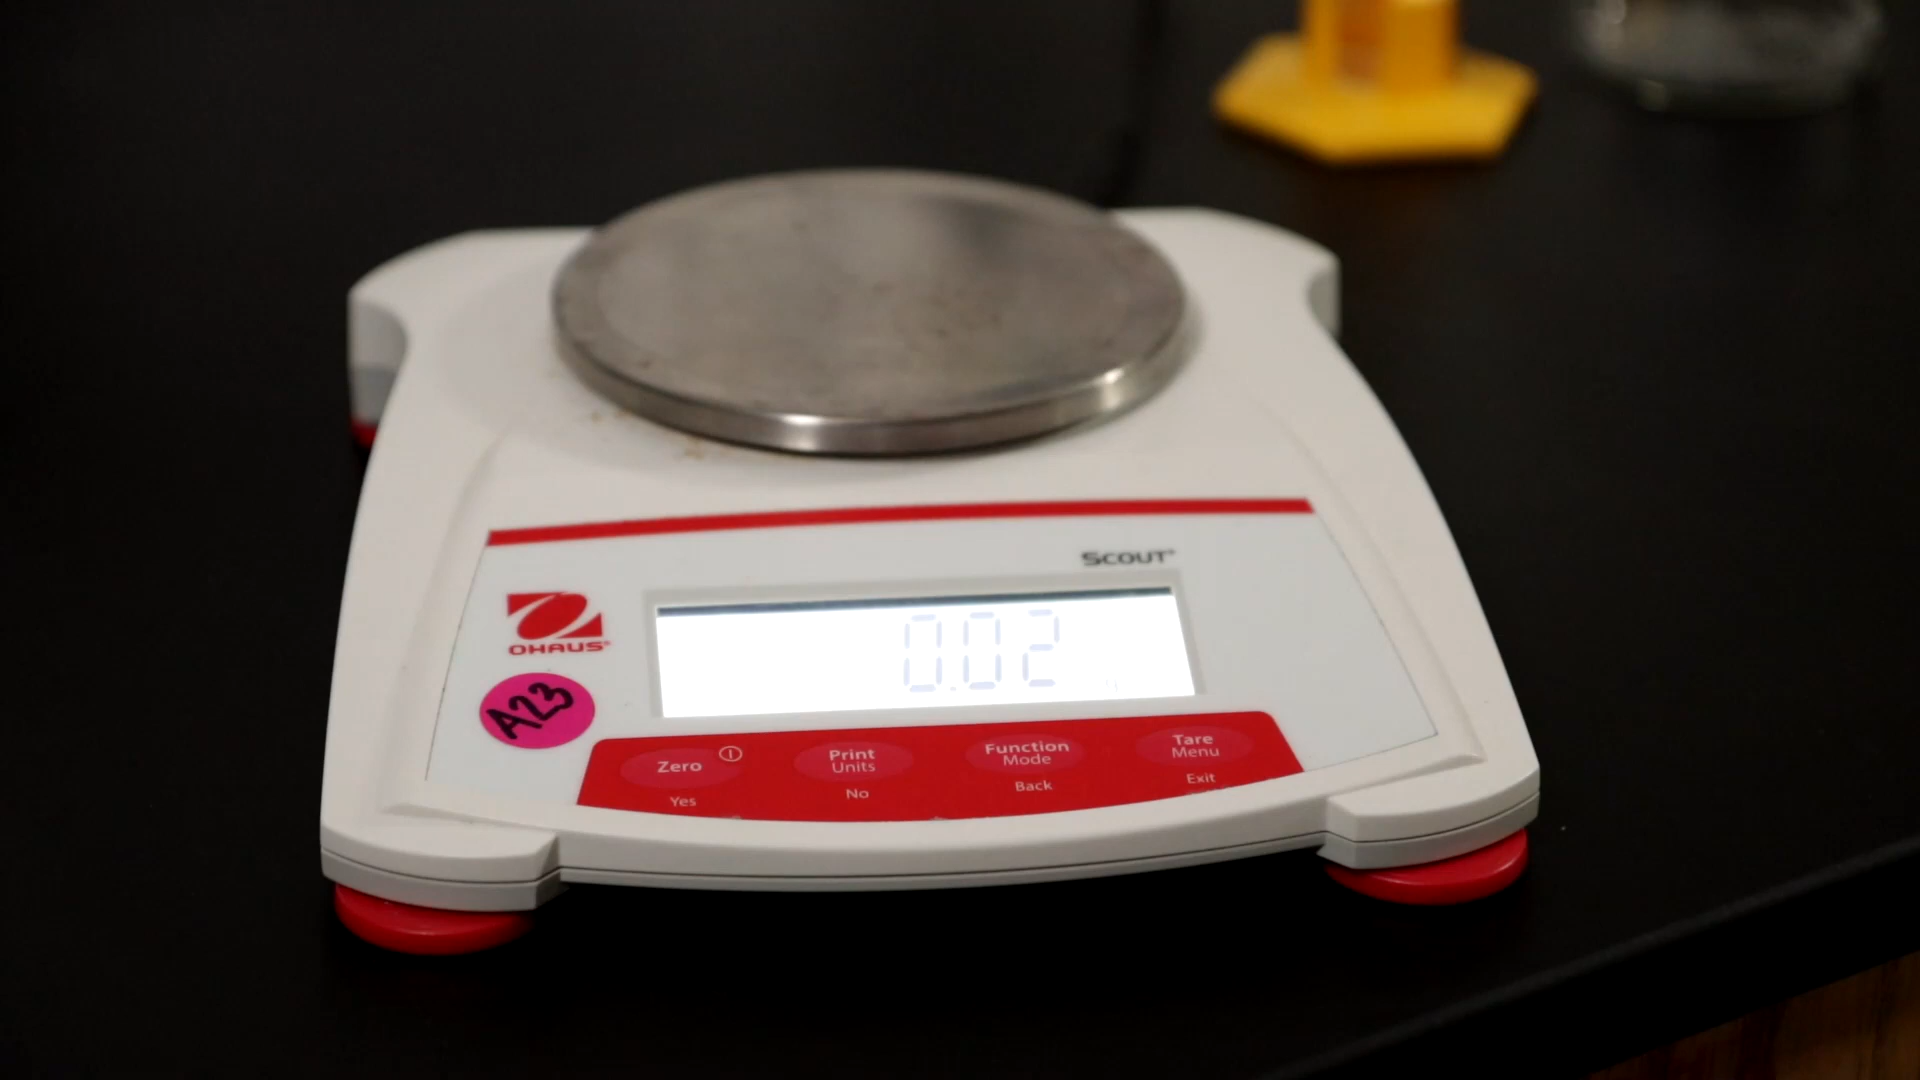 SCOUT®
OHAUS®
0.02
A23
Zero
Yes
Print
Units
No
Function
Mode
Back
Tare
Menu
Exit